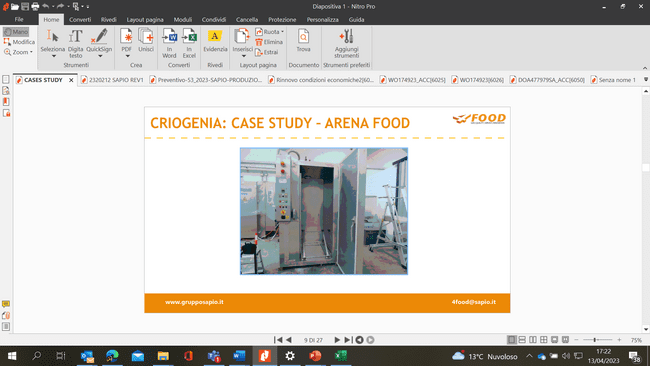 Diapositiva 1 - Nitro Pro
File
Home
Converti
Rivedi
Layout pagina
Moduli
Condividi
Cancella
Protezione
Personalizza
Guida
Mano
Modifica
Zoom
Seleziona
Digita testo
QuickSign
Strumenti
PDF
Unisci
Crea
In Word
In Excel
Converti
Evidenzia
Rivedi
Inserisci
Ruota
Elimina
Estrai
Layout pagina
Trova
Documento
Aggiungi strumenti
Strumenti preferiti
CASES STUDY
2320212 SAPIO REV1
Preventivo-S3_2023-SAPIO-PRODUZIO...
Rinnovo condizioni economiche2[60...
WO174923_ACC[6025]
WO174923[6026]
DOA4779795A_ACC[6050]
Senza nome 1
CRIOGENIA: CASE STUDY – ARENA FOOD
4FOOD
www.grupposapio.it
4food@sapio.it
9 DI 27
75%
13°C Nuvoloso
17:22
13/04/2023
38